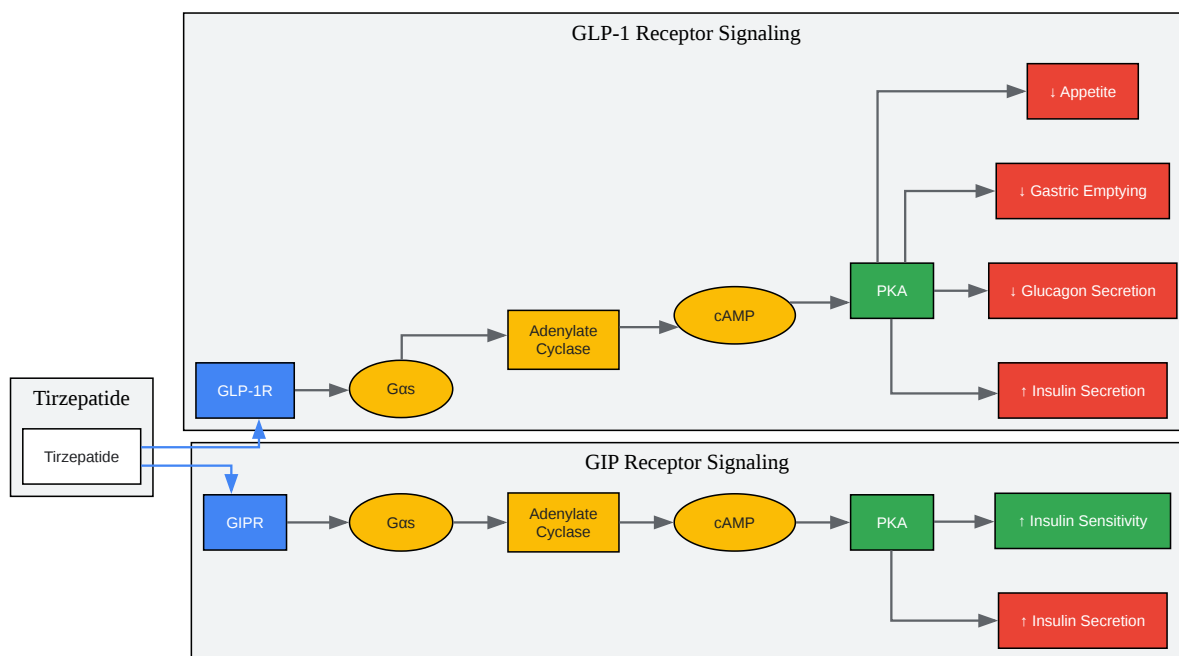 GLP-1 Receptor Signaling
↓ Appetite
↓ Gastric Emptying
PKA
↓ Glucagon Secretion
cAMP
Adenylate
Cyclase
GLP-1R
Gαs
↑ Insulin Secretion
Tirzepatide
Tirzepatide
GIP Receptor Signaling
GIPR
Gαs
Adenylate
Cyclase
cAMP
PKA
↑ Insulin Sensitivity
↑ Insulin Secretion